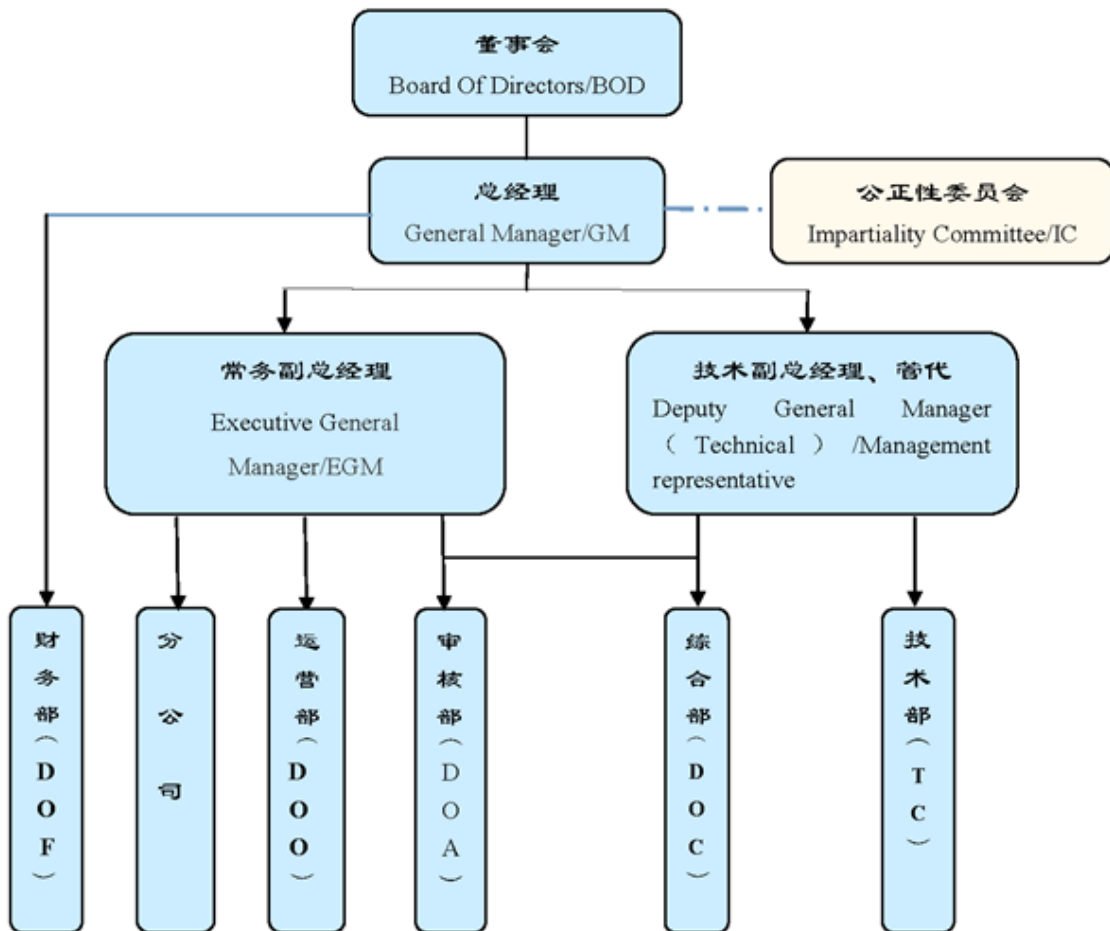 董事会
Board Of Directors/BOD
总经理
General Manager/GM
公正性委员会
Impartiality Committee/IC
常务副总经理
Executive General
Manager/EGM
技术副总经理、菅代
Deputy General Manager
（Technical）/Management
representative
财务部（DOF）
分公司
运营部（DOO）
审核部（DOA）
综合部（DOC）
技术部（TC）